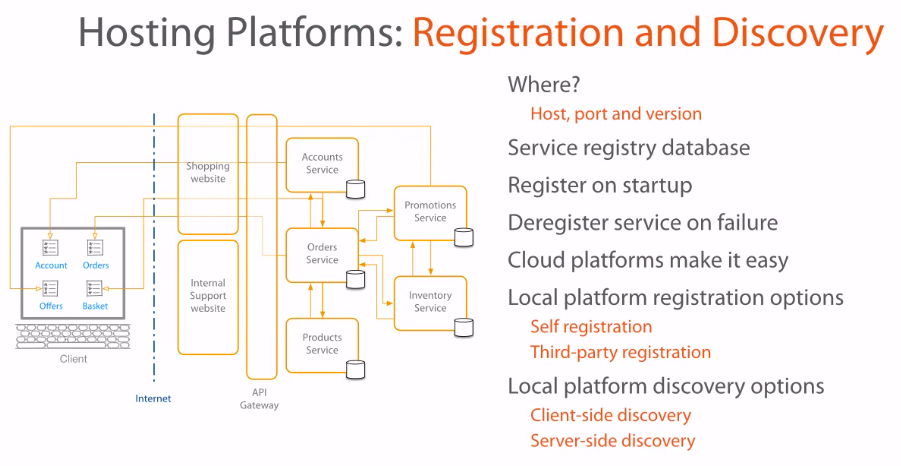 Hosting Platforms: Registration and Discovery
Where?
Host, port and version
Service registry database
Register on startup
Deregister service on failure
Cloud platforms make it easy
Local platform registration options
Self registration
Third-party registration
Local platform discovery options
Client-side discovery
Server-side discovery
Shopping
website
Internal
Support
website
API
Gateway
Accounts
Service
Orders
Service
Products
Service
Promotions
Service
Inventory
Service
Account
Orders
Offers
Basket
Client
Internet